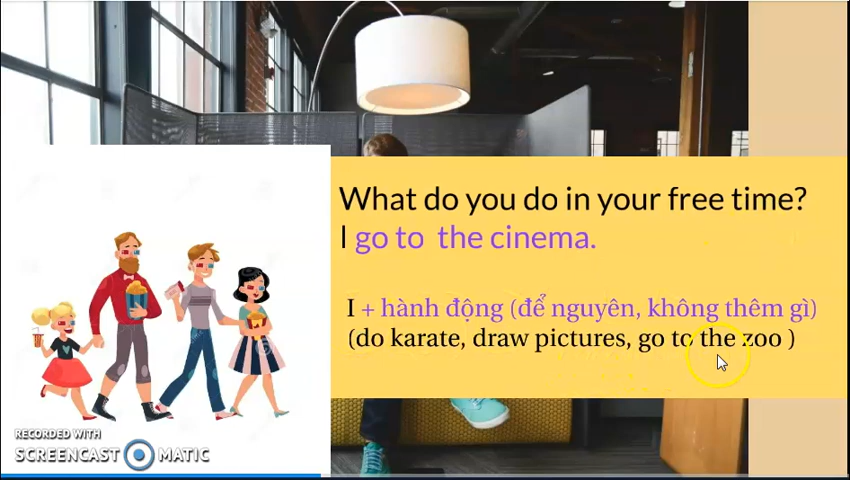 What do you do in your free time?
I go to the cinema.
I + hành động (để nguyên, không thêm gì)
(do karate, draw pictures, go to the zoo )
RECORDED WITH
SCREENCAST MATIC